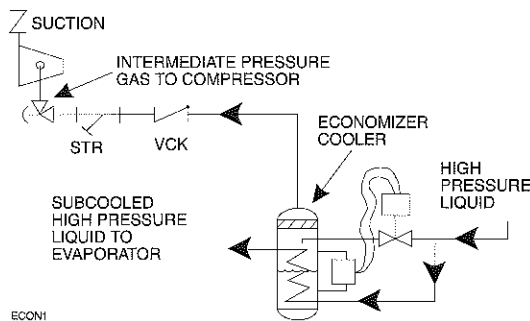 SUCTION
INTERMEDIATE PRESSURE
GAS TO COMPRESSOR
STR
VCK
ECONOMIZER
COOLER
HIGH
PRESSURE
LIQUID
SUBCOOLED
HIGH PRESSURE
LIQUID TO
EVAPORATOR
ECON1